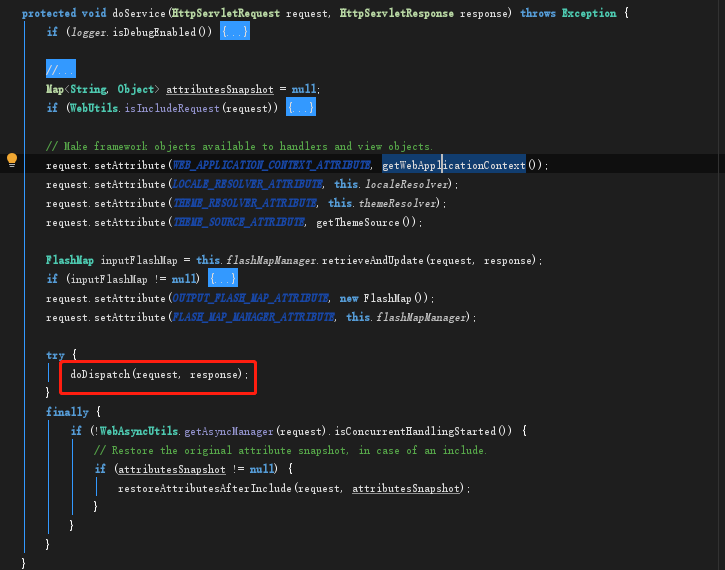 protected void doService(HttpServletRequest request, HttpServletResponse response) throws Exception {
if (logger.isDebugEnabled()) {...}
//...
Map<String, Object> attributesSnapshot = null;
if (WebUtils.isIncludeRequest(request)) {...}
// Make framework objects available to handlers and view objects.
request.setAttribute(WEB_APPLICATION_CONTEXT_ATTRIBUTE, getWebApplicationContext());
request.setAttribute(LOCALE_RESOLVER_ATTRIBUTE, this.localeResolver);
request.setAttribute(THEME_RESOLVER_ATTRIBUTE, this.themeResolver);
request.setAttribute(THEME_SOURCE_ATTRIBUTE, getThemeSource());
FlashMap inputFlashMap = this.flashMapManager.retrieveAndUpdate(request, response);
if (inputFlashMap != null) {...}
request.setAttribute(OUTPUT_FLASH_MAP_ATTRIBUTE, new FlashMap());
request.setAttribute(FLASH_MAP_MANAGER_ATTRIBUTE, this.flashMapManager);
try {
doDispatch(request, response);
}
finally {
if (!WebAsyncUtils.getAsyncManager(request).isConcurrentHandlingStarted()) {
// Restore the original attribute snapshot, in case of an include.
if (attributesSnapshot != null) {
restoreAttributesAfterInclude(request, attributesSnapshot);
}
}
}
}